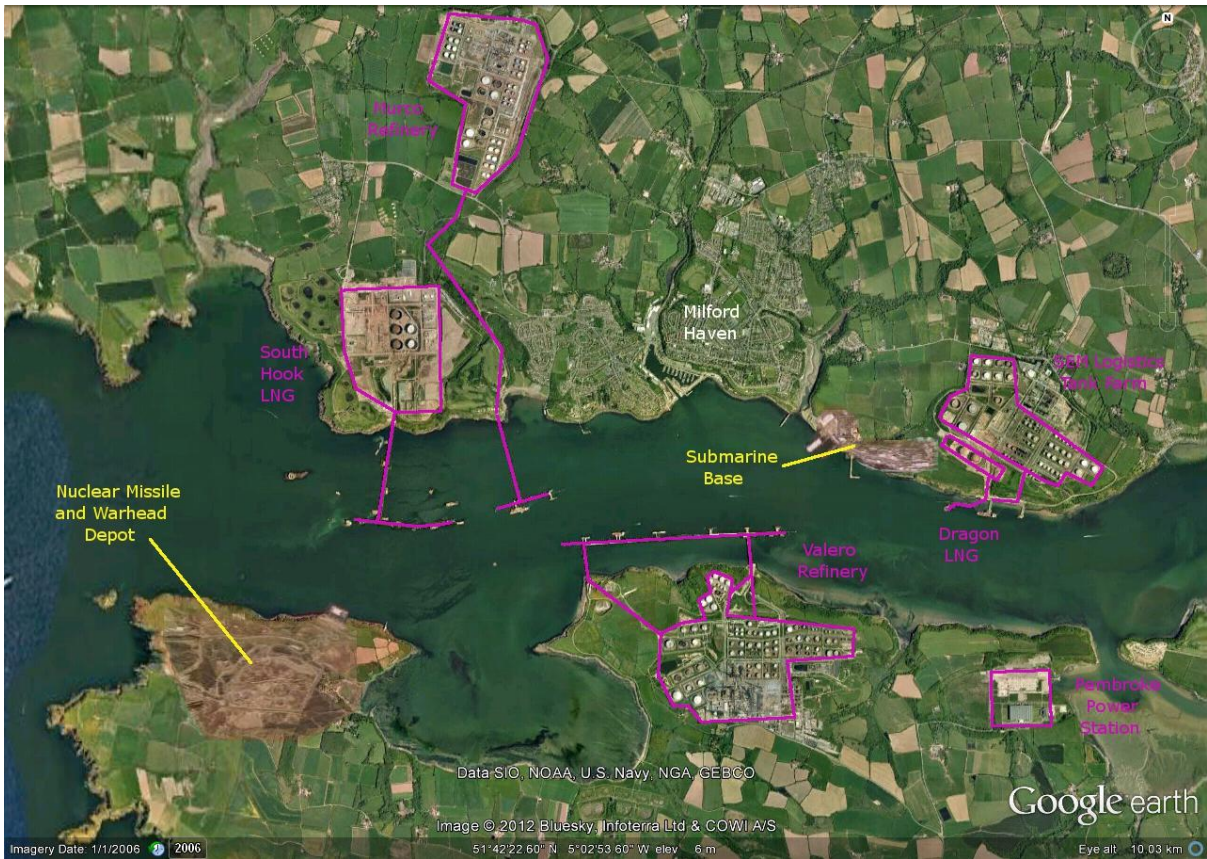 N
Murco
Refinery
Milford
Haven
South
Hook
LNG
SEM Logistics
Tank Term
Submarine
Base
Nuclear Missile
and Warhead
Depot
Dragon
LNG
Valero
Refinery
Pembroke
Power
Station
Data SIO, NOAA, U.S. Navy, NGA, GEBCO
Google earth
Image © 2012 Bluesky, Infoterra Ltd & COWI A/S
Imagery Date: 1/1/2006 2006 51°42'22.60" N 5°02'53.60" W elev 6 m Eye alt 10.03 km